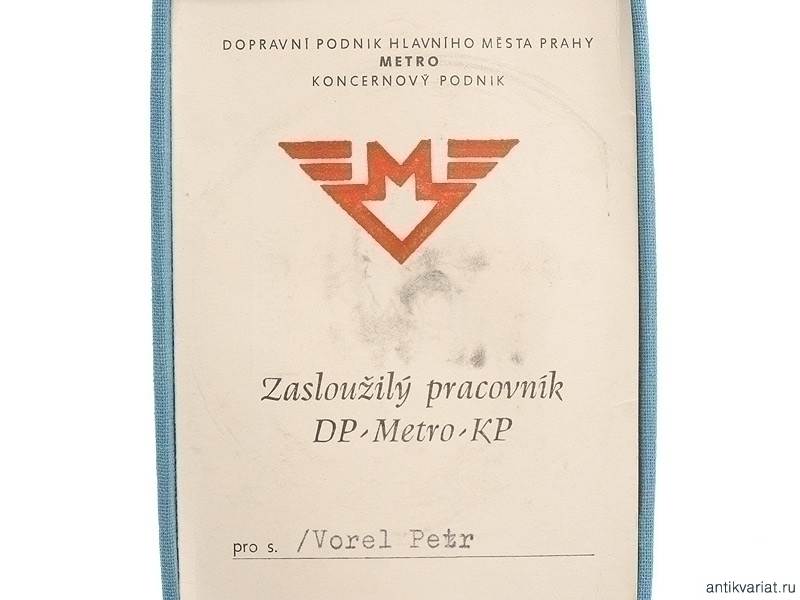 DOPRAVNÍ PODNIK HLAVNÍHO MĚSTA PRAHY
METRO
KONCERNOVÝ PODNIK
M
Zasloužilý pracovník
DP-Metro-KP
pro s. /Vorel Petr
antikvariat.ru